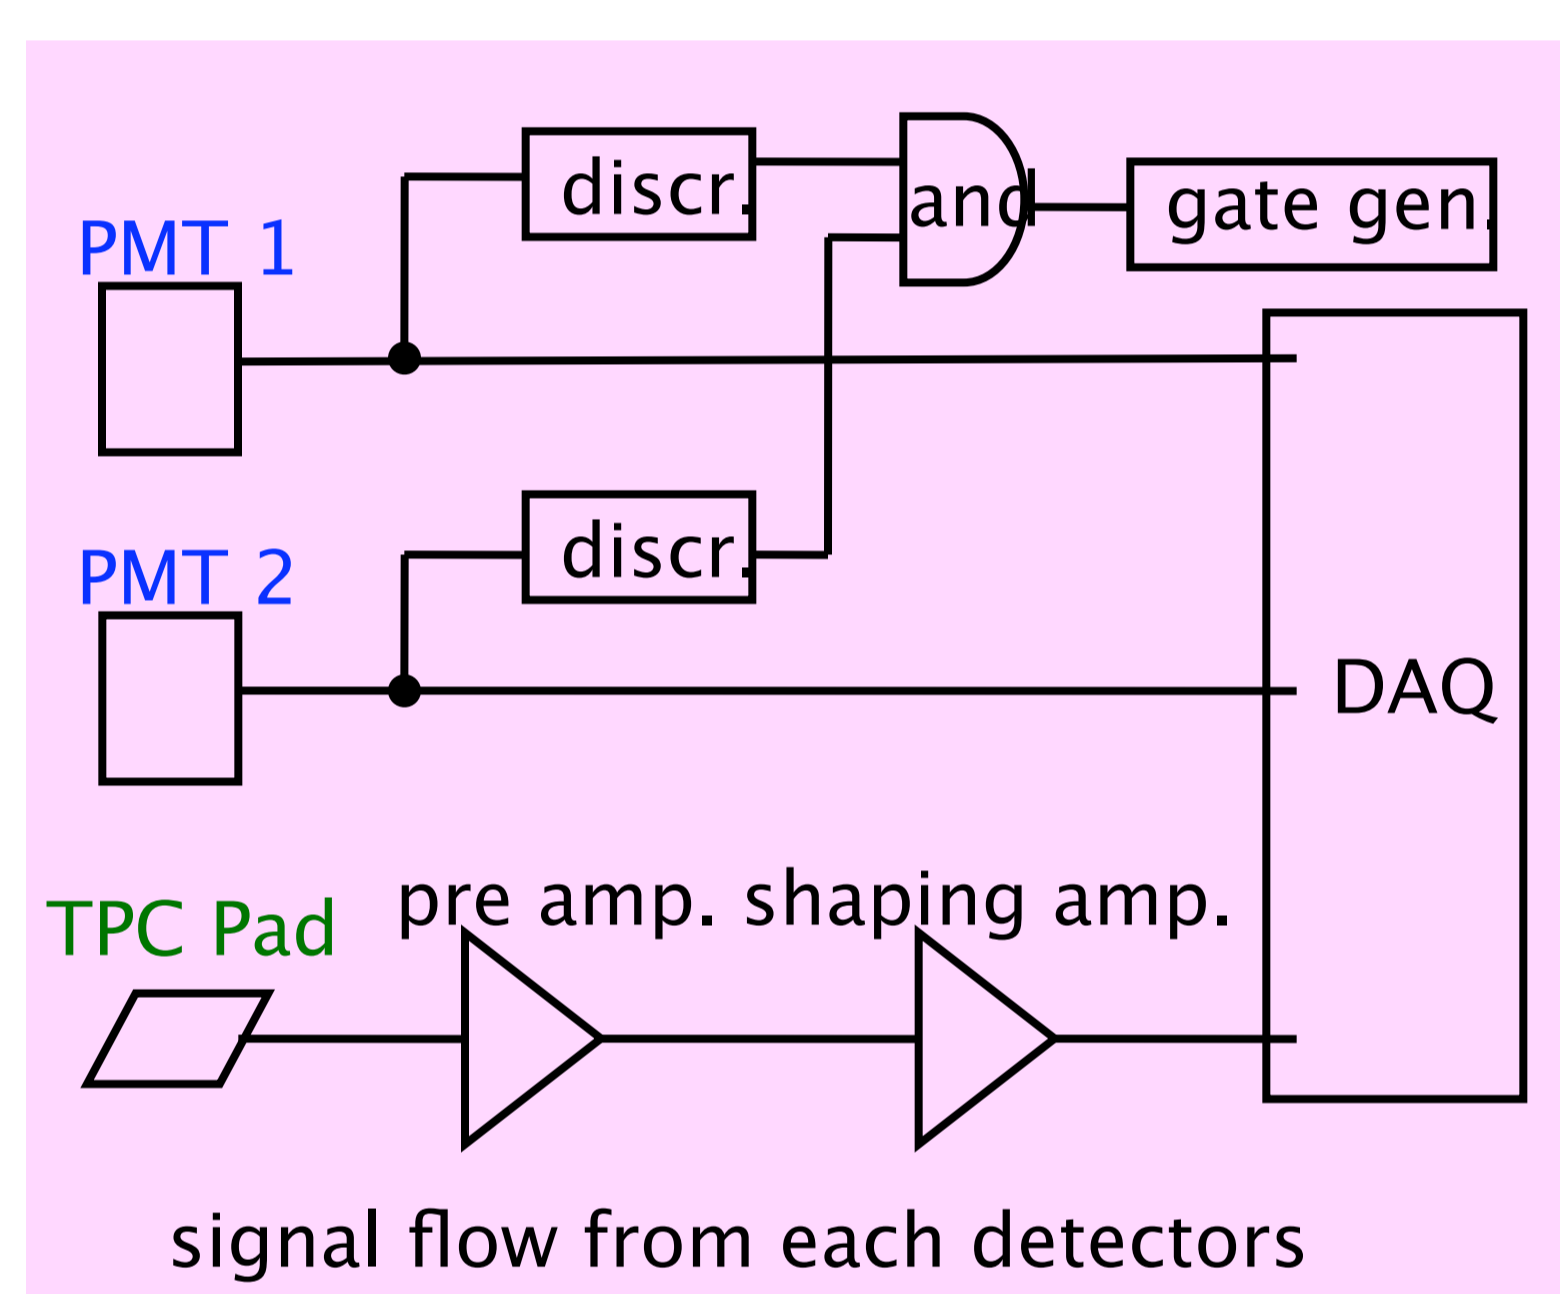 discr.
and
gate gen.
PMT 1
discr.
PMT 2
DAQ
pre amp. shaping amp.
TPC Pad
signal flow from each detectors